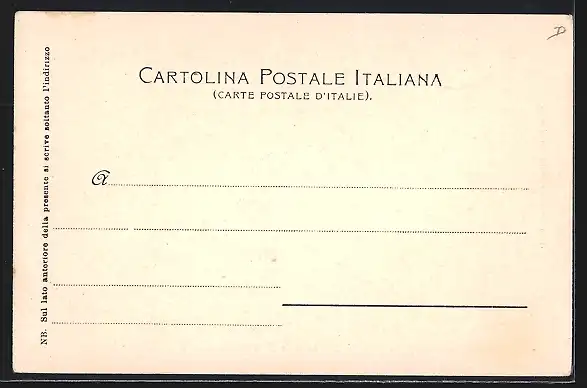 CARTOLINA POSTALE ITALIANA
(CARTE POSTALE D'ITALIE).
A
NB. Sul lato anteriore della presente si scrive soltanto l'indirizzo
D